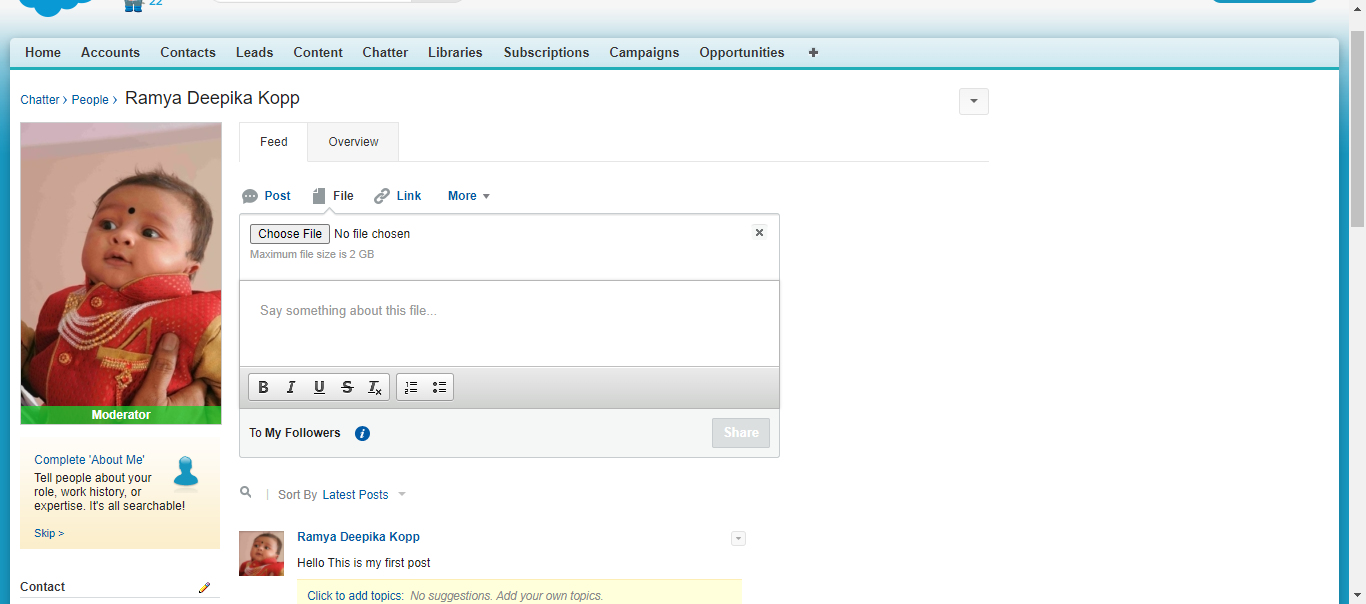 22
Home Accounts Contacts Leads Content Chatter Libraries Subscriptions Campaigns Opportunities +
Chatter › People › Ramya Deepika Kopp
Feed Overview
Post File Link More
Choose File No file chosen
Maximum file size is 2 GB
Say something about this file...
B I U S Tx
To My Followers i Share
Moderator
Complete 'About Me'
Tell people about your
role, work history, or
expertise. It's all searchable!
Skip >
Contact
Sort By Latest Posts
Ramya Deepika Kopp
Hello This is my first post
Click to add topics: No suggestions. Add your own topics.